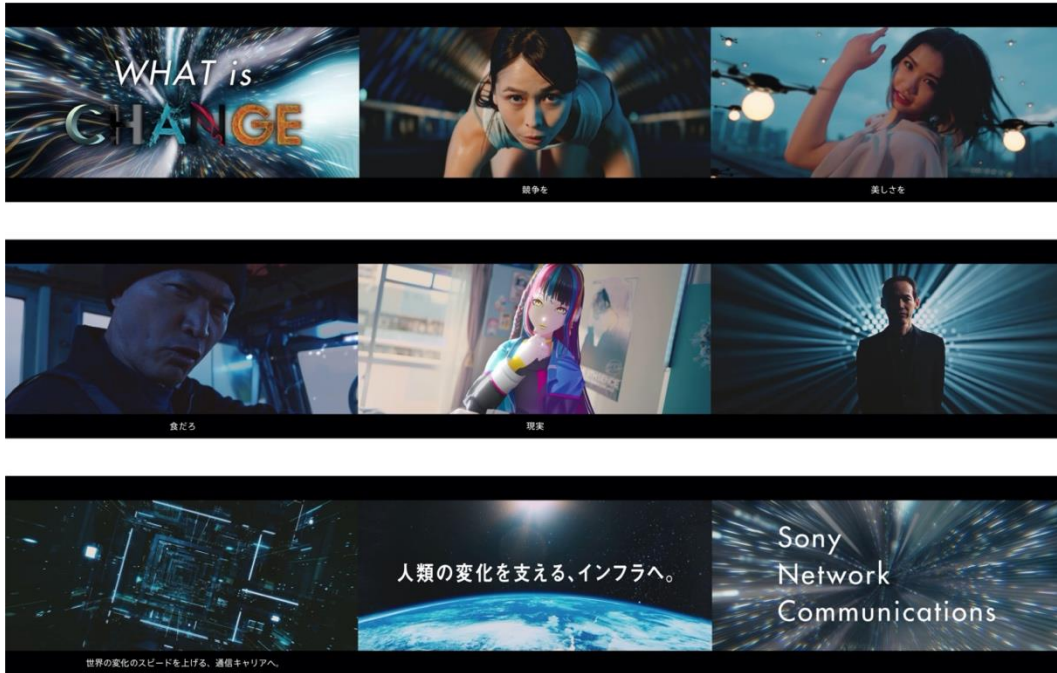 WHAT is
CHANGE
競争を
美しさを
食だろ
現実
世界の変化のスピードを上げる、通信キャリアへ。
人類の変化を支える、インフラへ。
Sony
Network
Communications